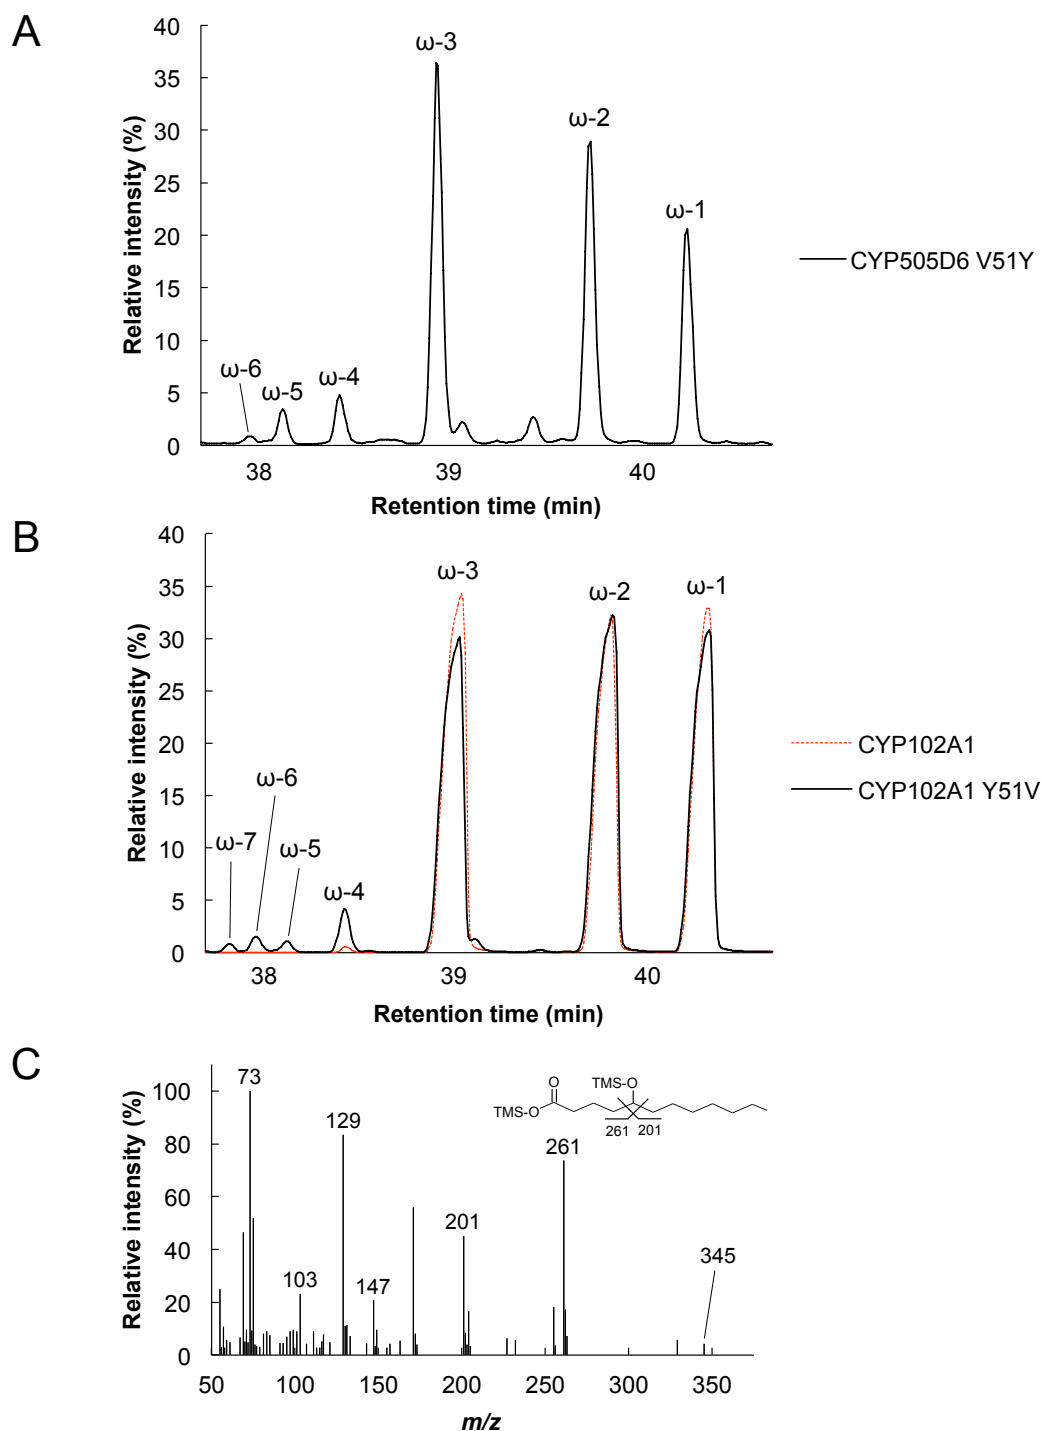 A
Relative intensity (%)
40
35
30
25
20
15
10
5
0
ω-6
ω-5
ω-4
ω-3
ω-2
ω-1
CYP505D6 V51Y
38
39
40
Retention time (min)
B
Relative intensity (%)
40
35
30
25
20
15
10
5
0
ω-7
ω-6
ω-5
ω-4
ω-3
ω-2
ω-1
CYP102A1
CYP102A1 Y51V
38
39
40
Retention time (min)
C
Relative intensity (%)
100
80
60
40
20
0
73
103
129
147
201
261
345
O
TMS-O
TMS-O
261
201
50
100
150
200
250
300
350
m/z